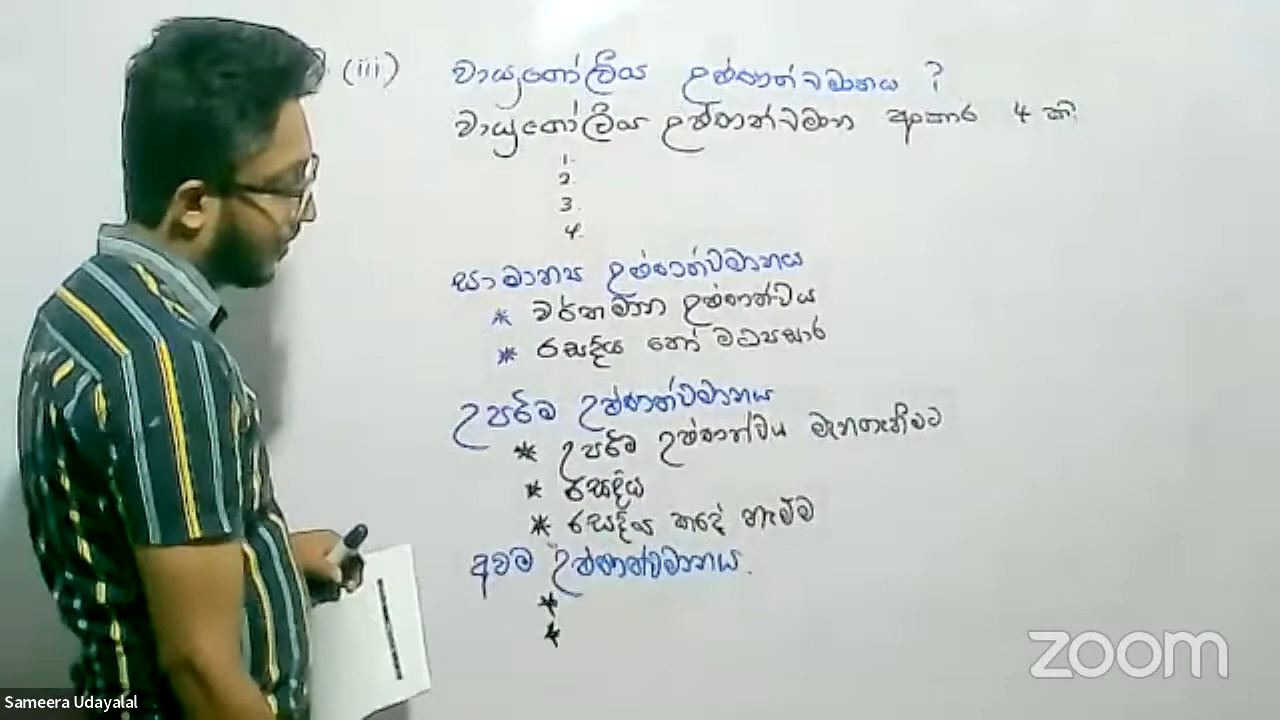 (iii) වායුගෝලීය උෂ්ණත්වමානය ?
වායුගෝලීය උෂ්ණත්වමාන ආකාර 4 කි.
1.
2.
3.
4.
සාමාන්‍ය උෂ්ණත්වමානය
* වර්තමාන උෂ්ණත්වය
* රසදිය හෝ මධ්‍යසාර
උපරිම උෂ්ණත්වමානය
* උපරිම උෂ්ණත්වය මැනගැනීමට
* රසදිය
* රසදිය කඳේ හැමීම
අවම උෂ්ණත්වමානය.
*
*
zoom
Sameera Udayalal